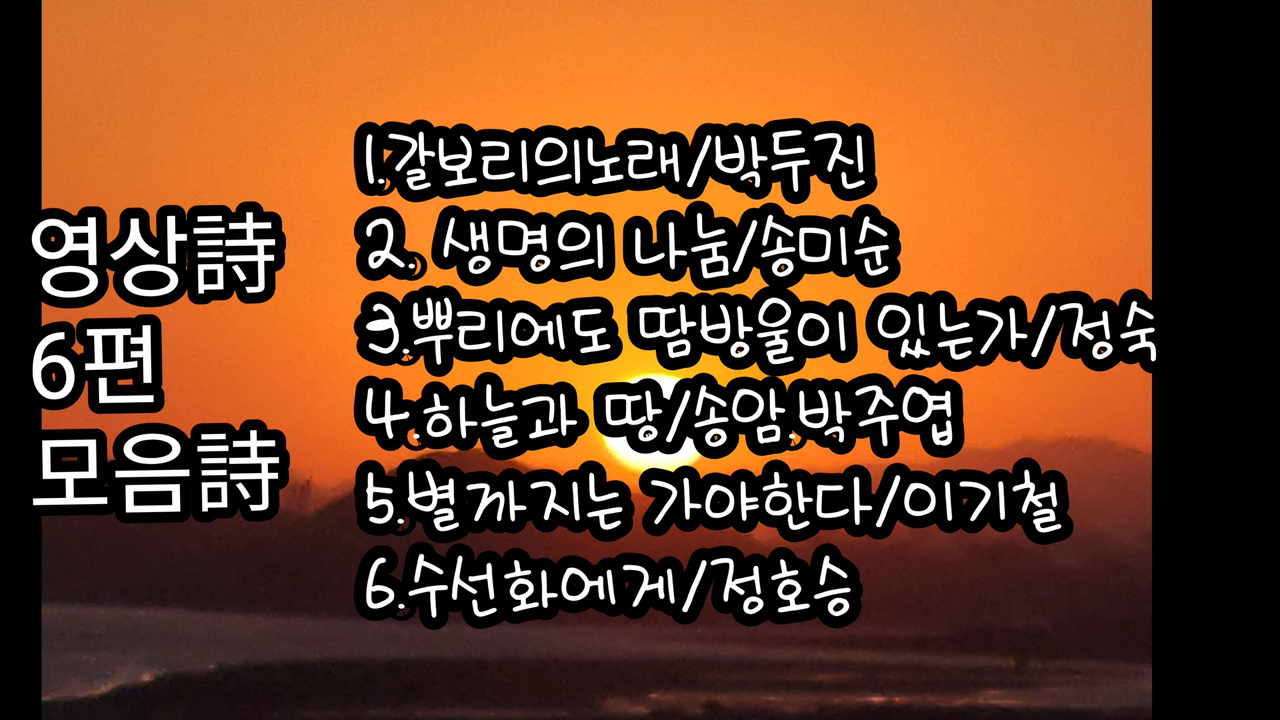 영상詩
6편
모음詩
1.갈보리의노래/박두진
2. 생명의 나눔/송미순
3.뿌리에도 땀방울이 있는가/정숙
4.하늘과 땅/송암.박주엽
5.별까지는 가야한다/이기철
6.수선화에게/정호승